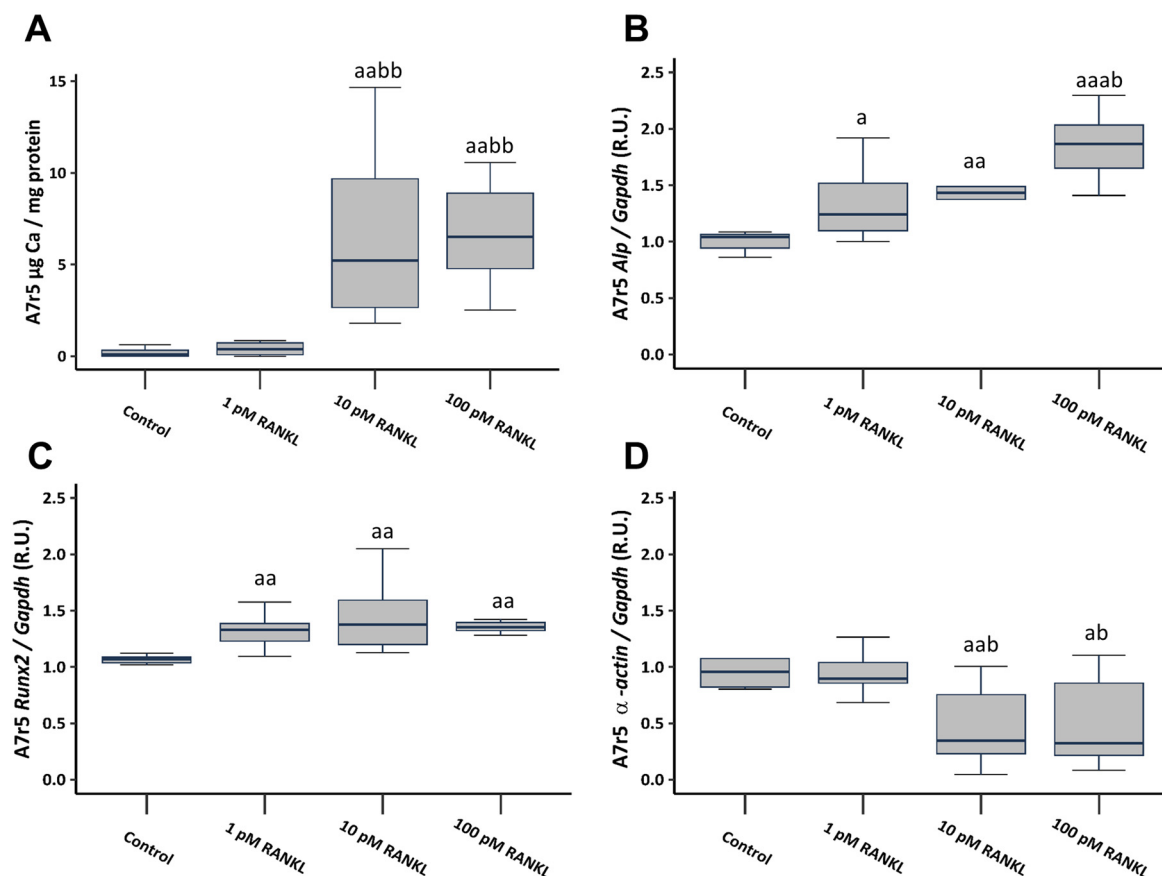 A
A7r5 µg Ca / mg protein
15
10
5
0
aabb
aabb
Control
1 pM RANKL
10 pM RANKL
100 pM RANKL
B
A7r5 Alp / Gapdh (R.U.)
2.5
2.0
1.5
1.0
0.5
0.0
a
aa
aaab
Control
1 pM RANKL
10 pM RANKL
100 pM RANKL
C
A7r5 Runx2 / Gapdh (R.U.)
2.5
2.0
1.5
1.0
0.5
0.0
aa
aa
aa
Control
1 pM RANKL
10 pM RANKL
100 pM RANKL
D
A7r5 α -actin / Gapdh (R.U.)
2.5
2.0
1.5
1.0
0.5
0.0
aab
ab
Control
1 pM RANKL
10 pM RANKL
100 pM RANKL